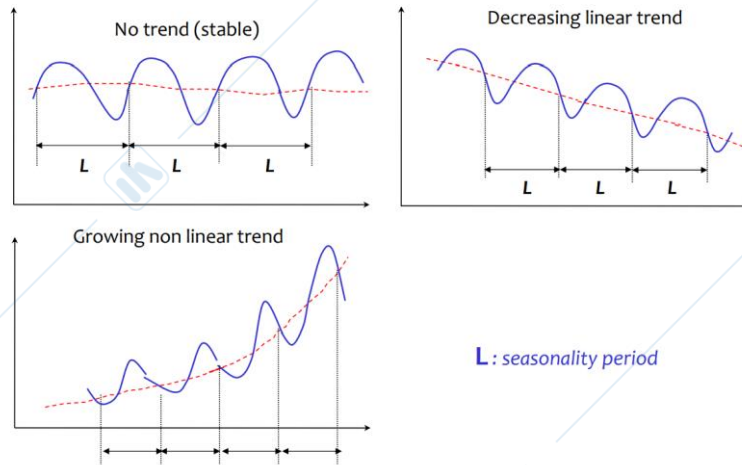 No trend (stable)
L
L
L
Decreasing linear trend
L
L
L
Growing non linear trend
L : seasonality period